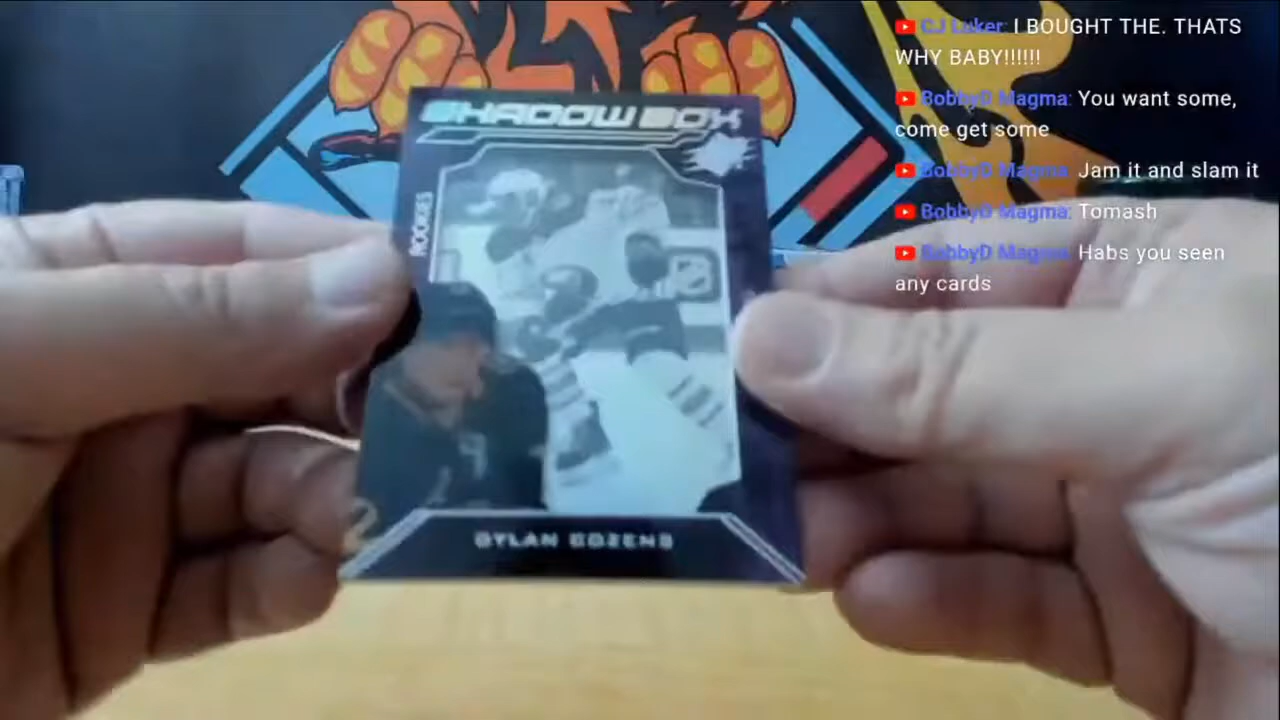 CJ Luker: I BOUGHT THE. THATS
WHY BABY!!!!!!
BobbyD Magma: You want some,
come get some
BobbyD Magma: Jam it and slam it
BobbyD Magma: Tomash
BobbyD Magma: Habs you seen
any cards
SHADOW BOX
ROOKIES
DYLAN COZENS